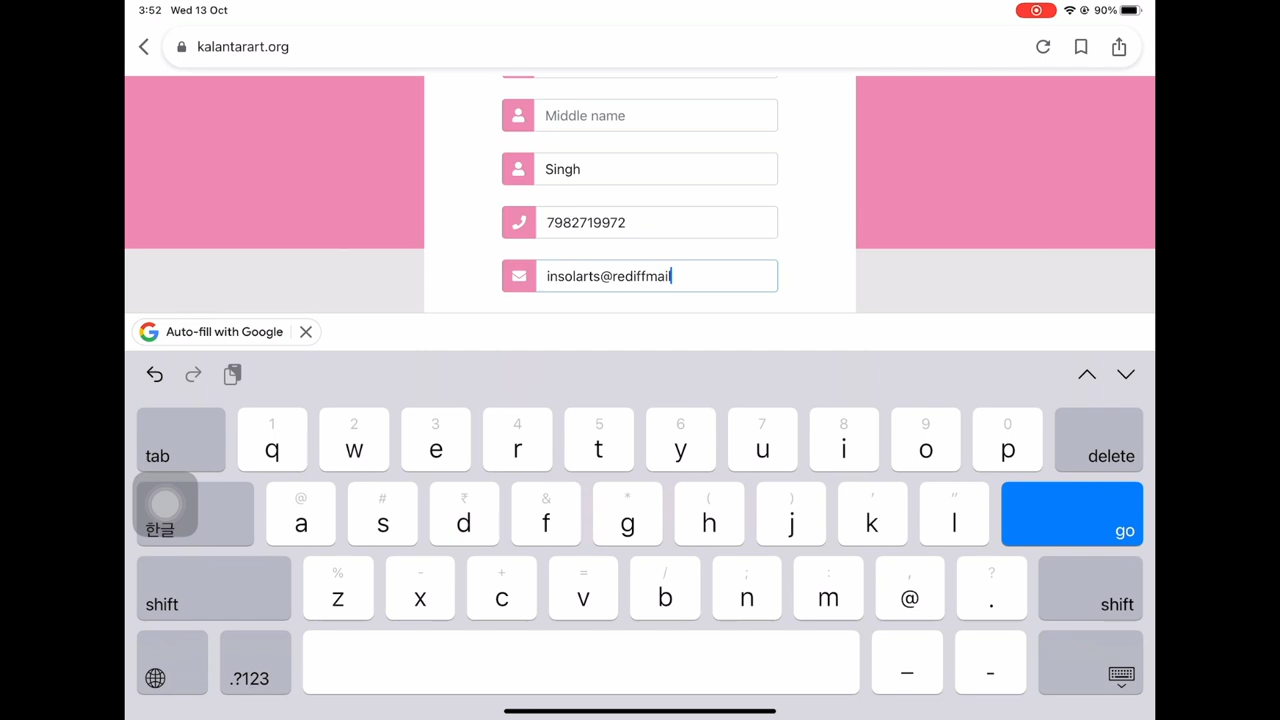 3:52 Wed 13 Oct
90%
kalantarart.org
Middle name
Singh
7982719972
insolarts@rediffmail
Auto-fill with Google
1 2 3 4 5 6 7 8 9 0
tab q w e r t y u i o p delete
@ # ₹ & * ( ) ' "
한글 a s d f g h j k l go
% - + = / ; : , ?
shift z x c v b n m @ . shift
.?123 _ -